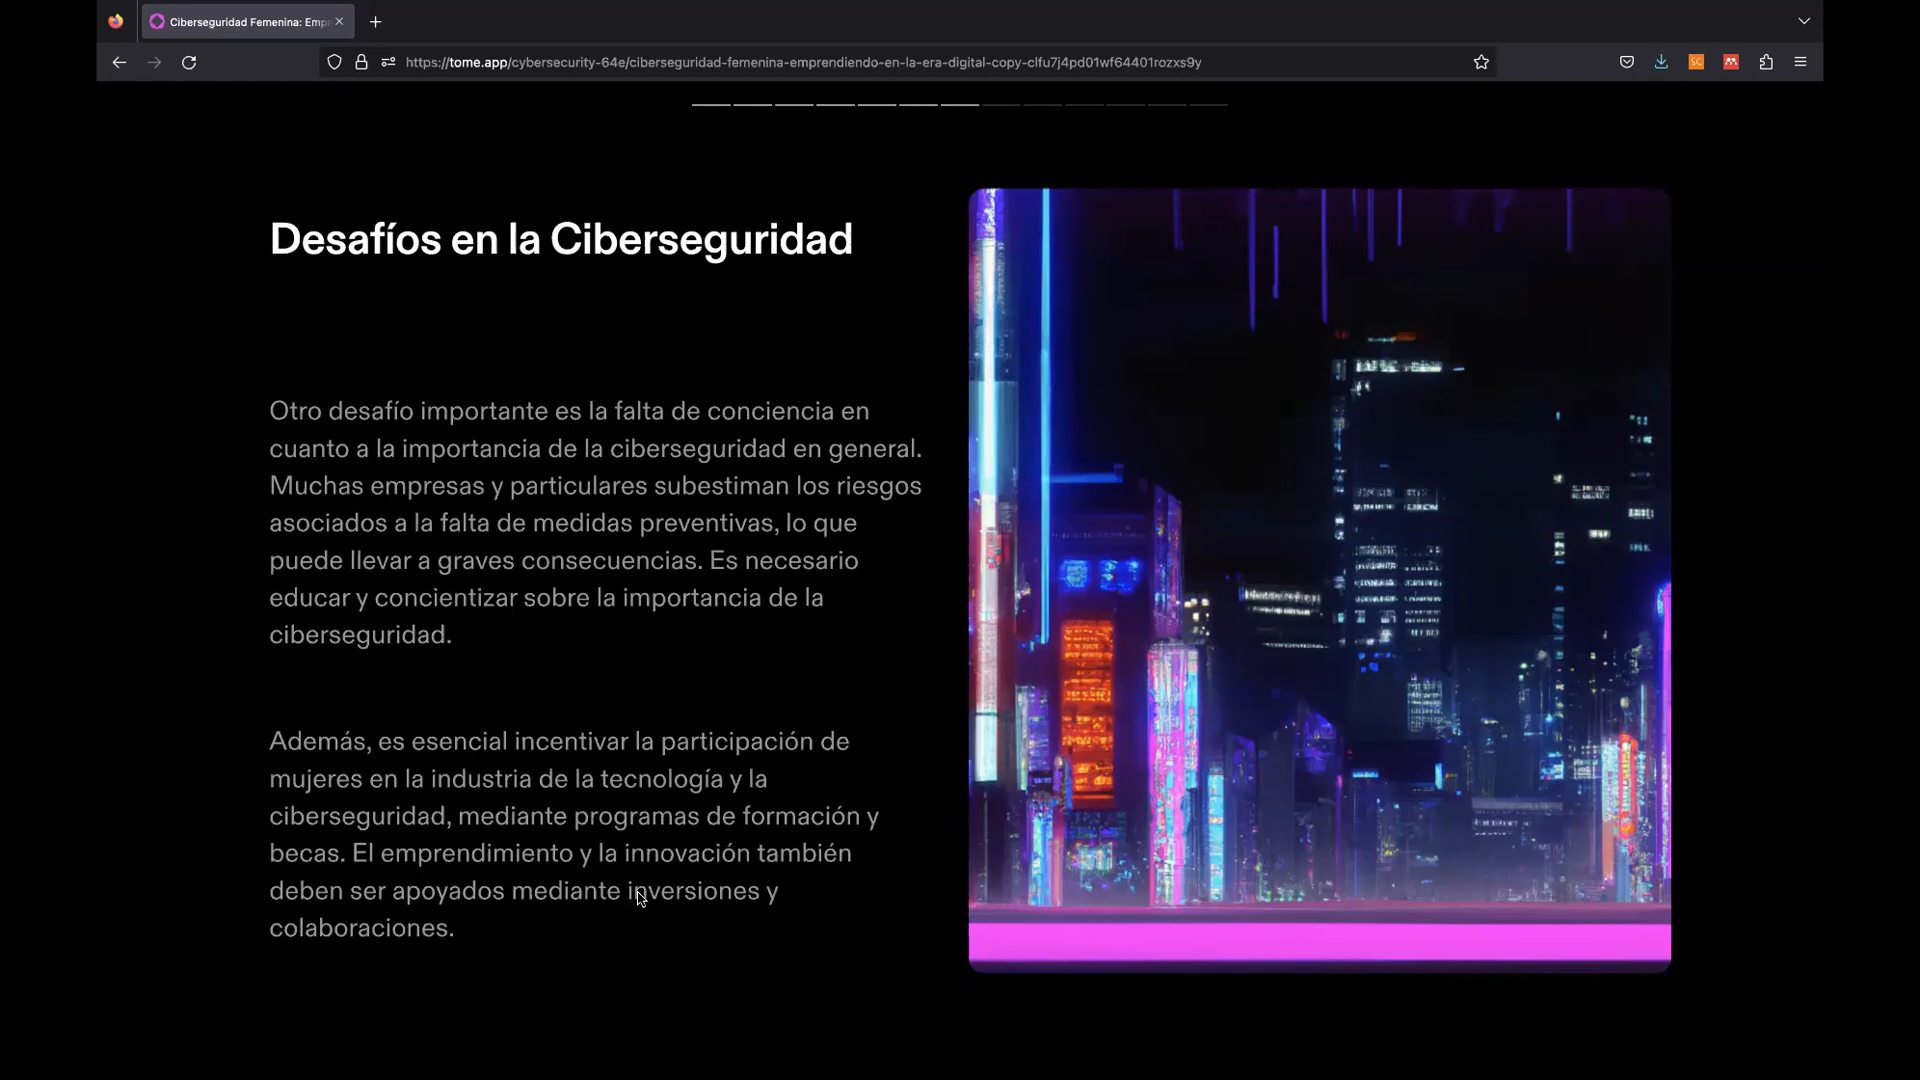 Ciberseguridad Femenina: Emp
https://tome.app/cybersecurity-64e/ciberseguridad-femenina-emprendiendo-en-la-era-digital-copy-clfu7j4pd01wf64401rozxs9y
SC
Desafíos en la Ciberseguridad
Otro desafío importante es la falta de conciencia en
cuanto a la importancia de la ciberseguridad en general.
Muchas empresas y particulares subestiman los riesgos
asociados a la falta de medidas preventivas, lo que
puede llevar a graves consecuencias. Es necesario
educar y concientizar sobre la importancia de la
ciberseguridad.
Además, es esencial incentivar la participación de
mujeres en la industria de la tecnología y la
ciberseguridad, mediante programas de formación y
becas. El emprendimiento y la innovación también
deben ser apoyados mediante inversiones y
colaboraciones.